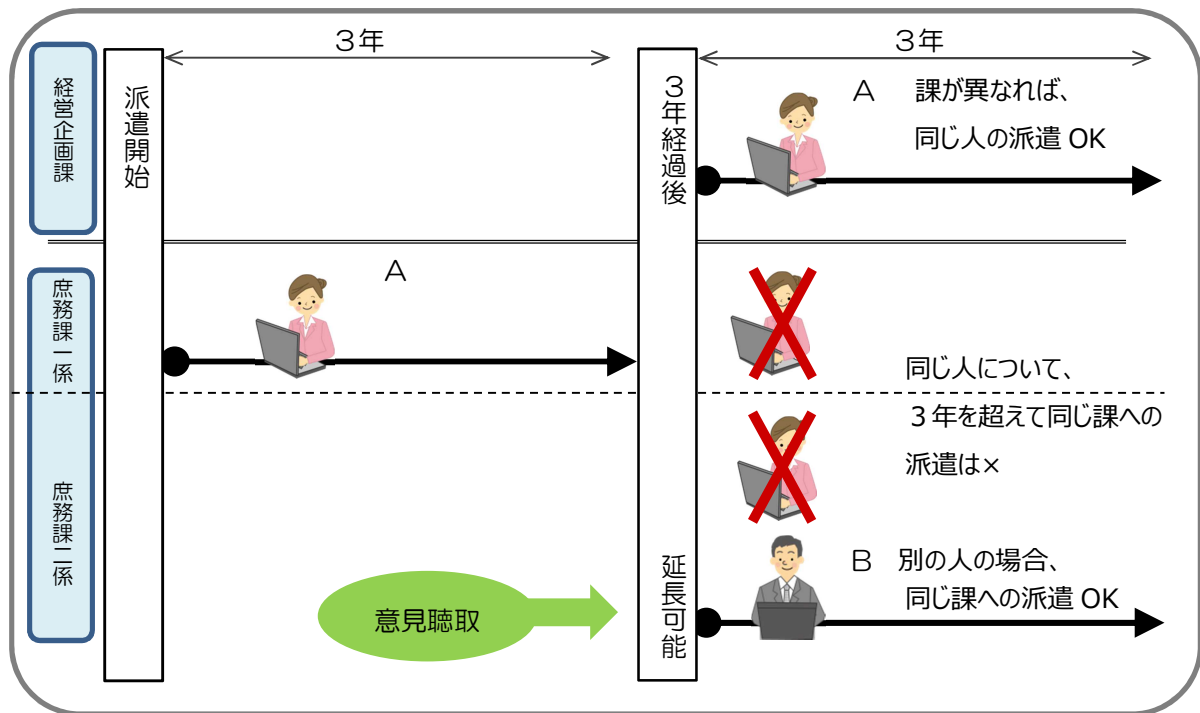 3年
3年
経営企画課
派遣開始
3年経過後
A 課が異なれば、
同じ人の派遣 OK
A
庶務課一係
同じ人について、
3年を超えて同じ課への
派遣は×
庶務課二係
意見聴取
延長可能
B 別の人の場合、
同じ課への派遣 OK